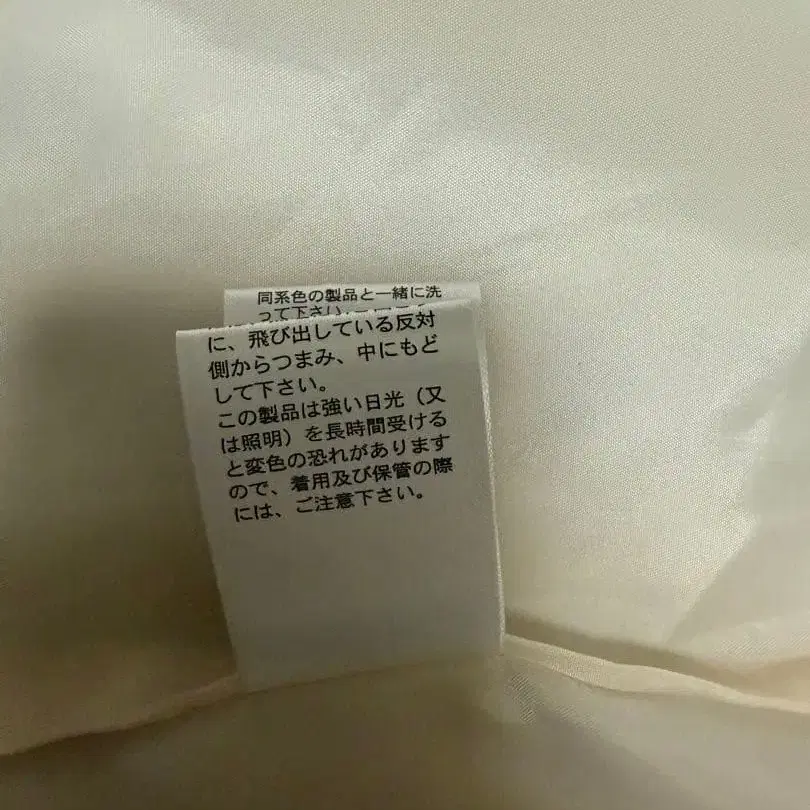 同系色の製品と一緒に洗
って下さい
に、飛び出している反対
側からつまみ、中にもど
して下さい。
この製品は強い日光（又
は照明）を長時間受ける
と変色の恐れがあります
ので、着用及び保管の際
には、ご注意下さい。